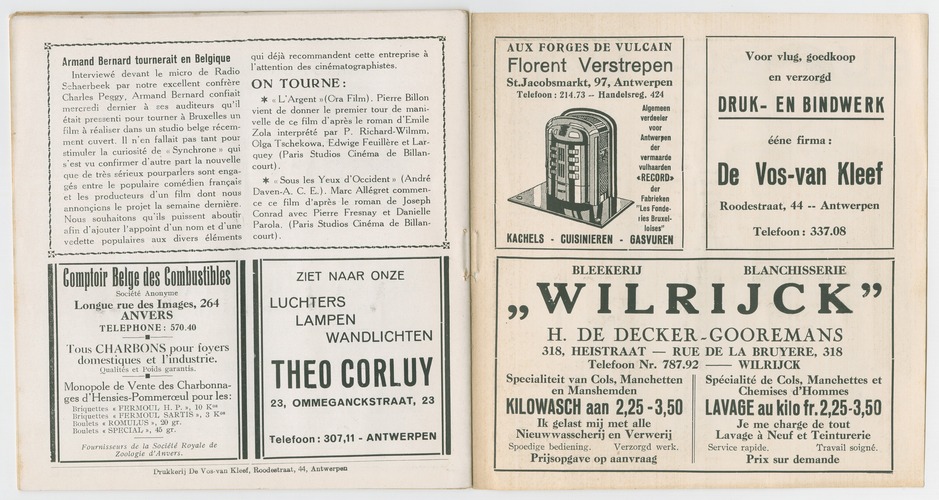 Armand Bernard tournerait en Belgique
Interviewé devant le micro de Radio
Schaerbeek par notre excellent confrère
Charles Peggy, Armand Bernard confiait
mercredi dernier à ses auditeurs qu'il
était pressenti pour tourner à Bruxelles un
film à réaliser dans un studio belge récem-
ment ouvert. Il n'en fallait pas tant pour
stimuler la curiosité de « Synchrone » qui
s'est vu confirmer d'autre part la nouvelle
que de très sérieux pourparlers sont enga-
gés entre le populaire comédien français
et les producteurs d'un film dont nous
annonçions le projet la semaine dernière.
Nous souhaitons qu'ils puissent aboutir
afin d'ajouter l'appoint d'un nom et d'une
vedette populaires aux divers éléments
qui déjà recommandent cette entreprise à
l'attention des cinématographistes.
ON TOURNE :
✶ « L'Argent » (Ora Film). Pierre Billon
vient de donner le premier tour de mani-
velle de ce film d'après le roman d'Emile
Zola interprété par P. Richard-Wilmm,
Olga Tschekowa, Edwige Feuillère et Lar-
quey (Paris Studios Cinéma de Billan-
court).
✶ « Sous les Yeux d'Occident » (André
Daven-A. C. E.). Marc Allégret commen-
ce ce film d'après le roman de Joseph
Conrad avec Pierre Fresnay et Danielle
Parola. (Paris Studios Cinéma de Billan-
court).
Comptoir Belge des Combustibles
Société Anonyme
Longue rue des Images, 264
ANVERS
TELEPHONE : 570.40
Tous CHARBONS pour foyers
domestiques et l'industrie.
Qualités et Poids garantis.
Monopole de Vente des Charbonna-
ges d'Hensies-Pommerœul pour les :
Briquettes « FERMOUL H. P. », 10 Kgs
Briquettes « FERMOUL SARTIS », 3 Kgs
Boulets « ROMULUS », 20 gr.
Boulets « SPECIAL », 45 gr.
Fournisseurs de la Société Royale de
Zoologie d'Anvers.
ZIET NAAR ONZE
LUCHTERS
LAMPEN
WANDLICHTEN
THEO CORLUY
23, OMMEGANCKSTRAAT, 23
Telefoon : 307,11 - ANTWERPEN
Drukkerij De Vos-van Kleef, Roodestraat, 44, Antwerpen
AUX FORGES DE VULCAIN
Florent Verstrepen
St.Jacobsmarkt, 97, Antwerpen
Telefoon : 214.73 -- Handelsreg. 424
Algemeen
verdeeler
voor
Antwerpen
der
vermaarde
vulhaarden
«RECORD»
der
Fabrieken
"Les Fonde-
ries Bruxel-
loises"
KACHELS - CUISINIEREN - GASVUREN
Voor vlug, goedkoop
en verzorgd
DRUK- EN BINDWERK
ééne firma :
De Vos-van Kleef
Roodestraat, 44 -- Antwerpen
Telefoon : 337.08
BLEEKERIJ BLANCHISSERIE
„WILRIJCK”
H. DE DECKER-GOOREMANS
318, HEISTRAAT — RUE DE LA BRUYERE, 318
Telefoon Nr. 787.92 — WILRIJCK
Specialiteit van Cols, Manchetten
en Manshemden
KILOWASCH aan 2,25 -3,50
Ik gelast mij met alle
Nieuwwasscherij en Verwerij
Spoedige bediening. Verzorgd werk.
Prijsopgave op aanvraag
Spécialité de Cols, Manchettes et
Chemises d'Hommes
LAVAGE au kilo fr. 2,25-3,50
Je me charge de tout
Lavage à Neuf et Teinturerie
Service rapide. Travail soigné.
Prix sur demande